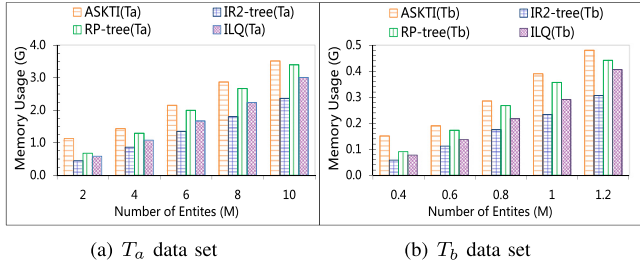 ASKTI(Ta) IR2-tree(Ta)
RP-tree(Ta) ILQ(Ta)
4.0
3.0
2.0
1.0
0.0
Memory Usage (G)
2 4 6 8 10
Number of Entites (M)
(a) Ta data set
ASKTI(Tb) IR2-tree(Tb)
RP-tree(Tb) ILQ(Tb)
0.5
0.4
0.3
0.2
0.1
0.0
Memory Usage (G)
0.4 0.6 0.8 1 1.2
Number of Entites (M)
(b) Tb data set